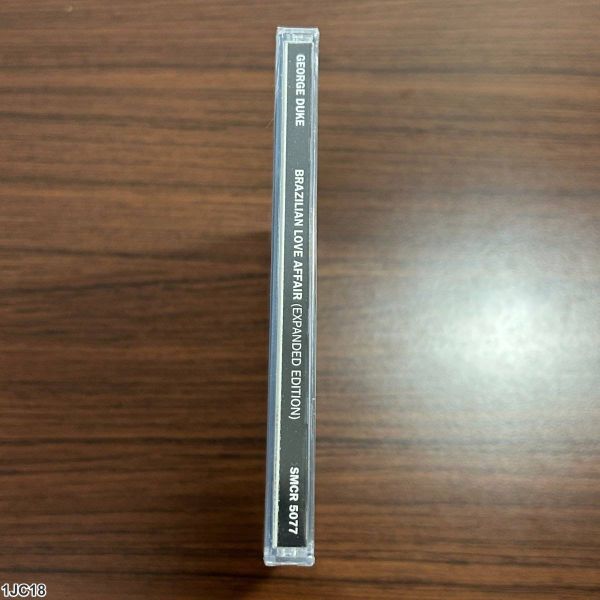 GEORGE DUKE
BRAZILIAN LOVE AFFAIR (EXPANDED EDITION)
SMCR 5077
1JC18